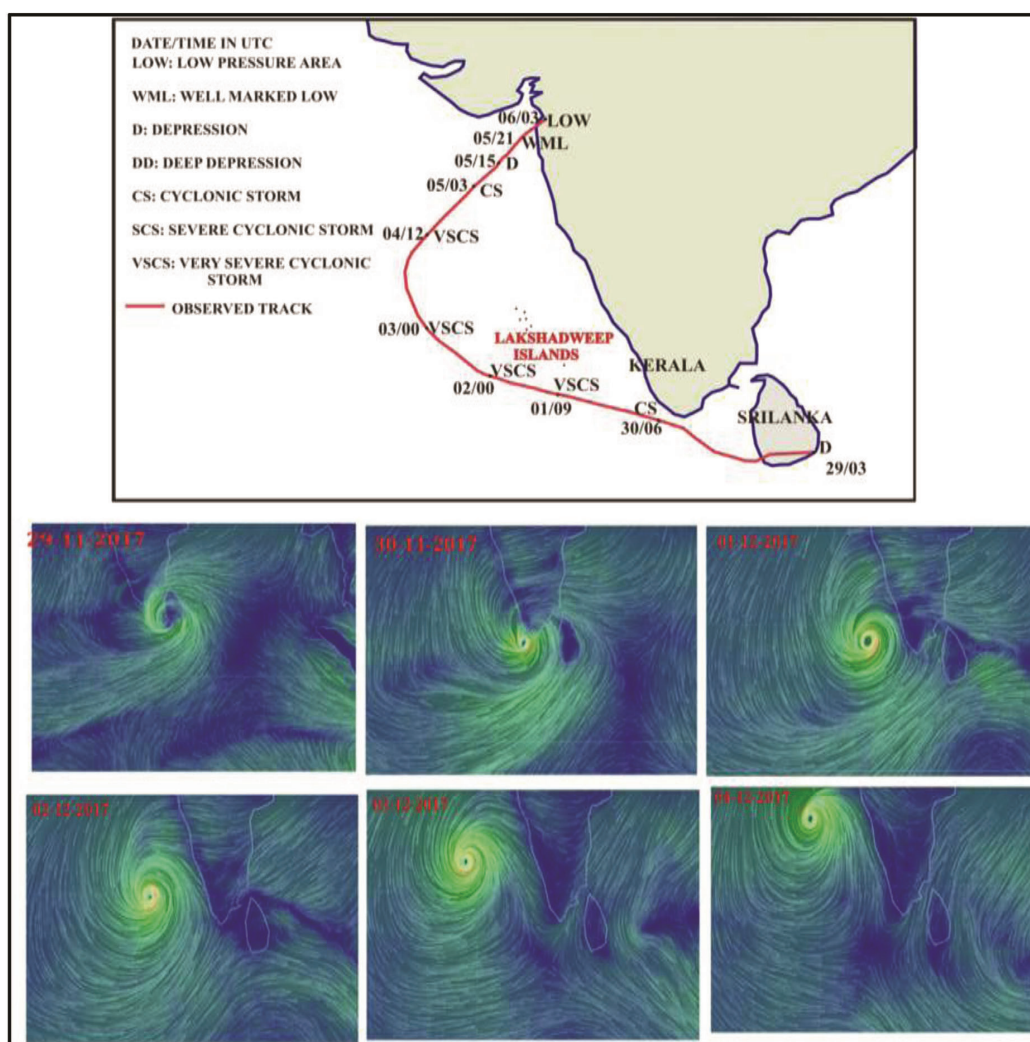 DATE/TIME IN UTC
LOW: LOW PRESSURE AREA
WML: WELL MARKED LOW
D: DEPRESSION
DD: DEEP DEPRESSION
CS: CYCLONIC STORM
SCS: SEVERE CYCLONIC STORM
VSCS: VERY SEVERE CYCLONIC
STORM
OBSERVED TRACK
06/03 LOW
05/21 WML
05/15 D
05/03 CS
04/12 VSCS
03/00 VSCS
LAKSHADWEEP
ISLANDS
KERALA
VSCS
02/00
VSCS
01/09
CS
30/06
SRILANKA
D
29/03
29-11-2017
30-11-2017
01-12-2017
02-12-2017
03-12-2017
04-12-2017